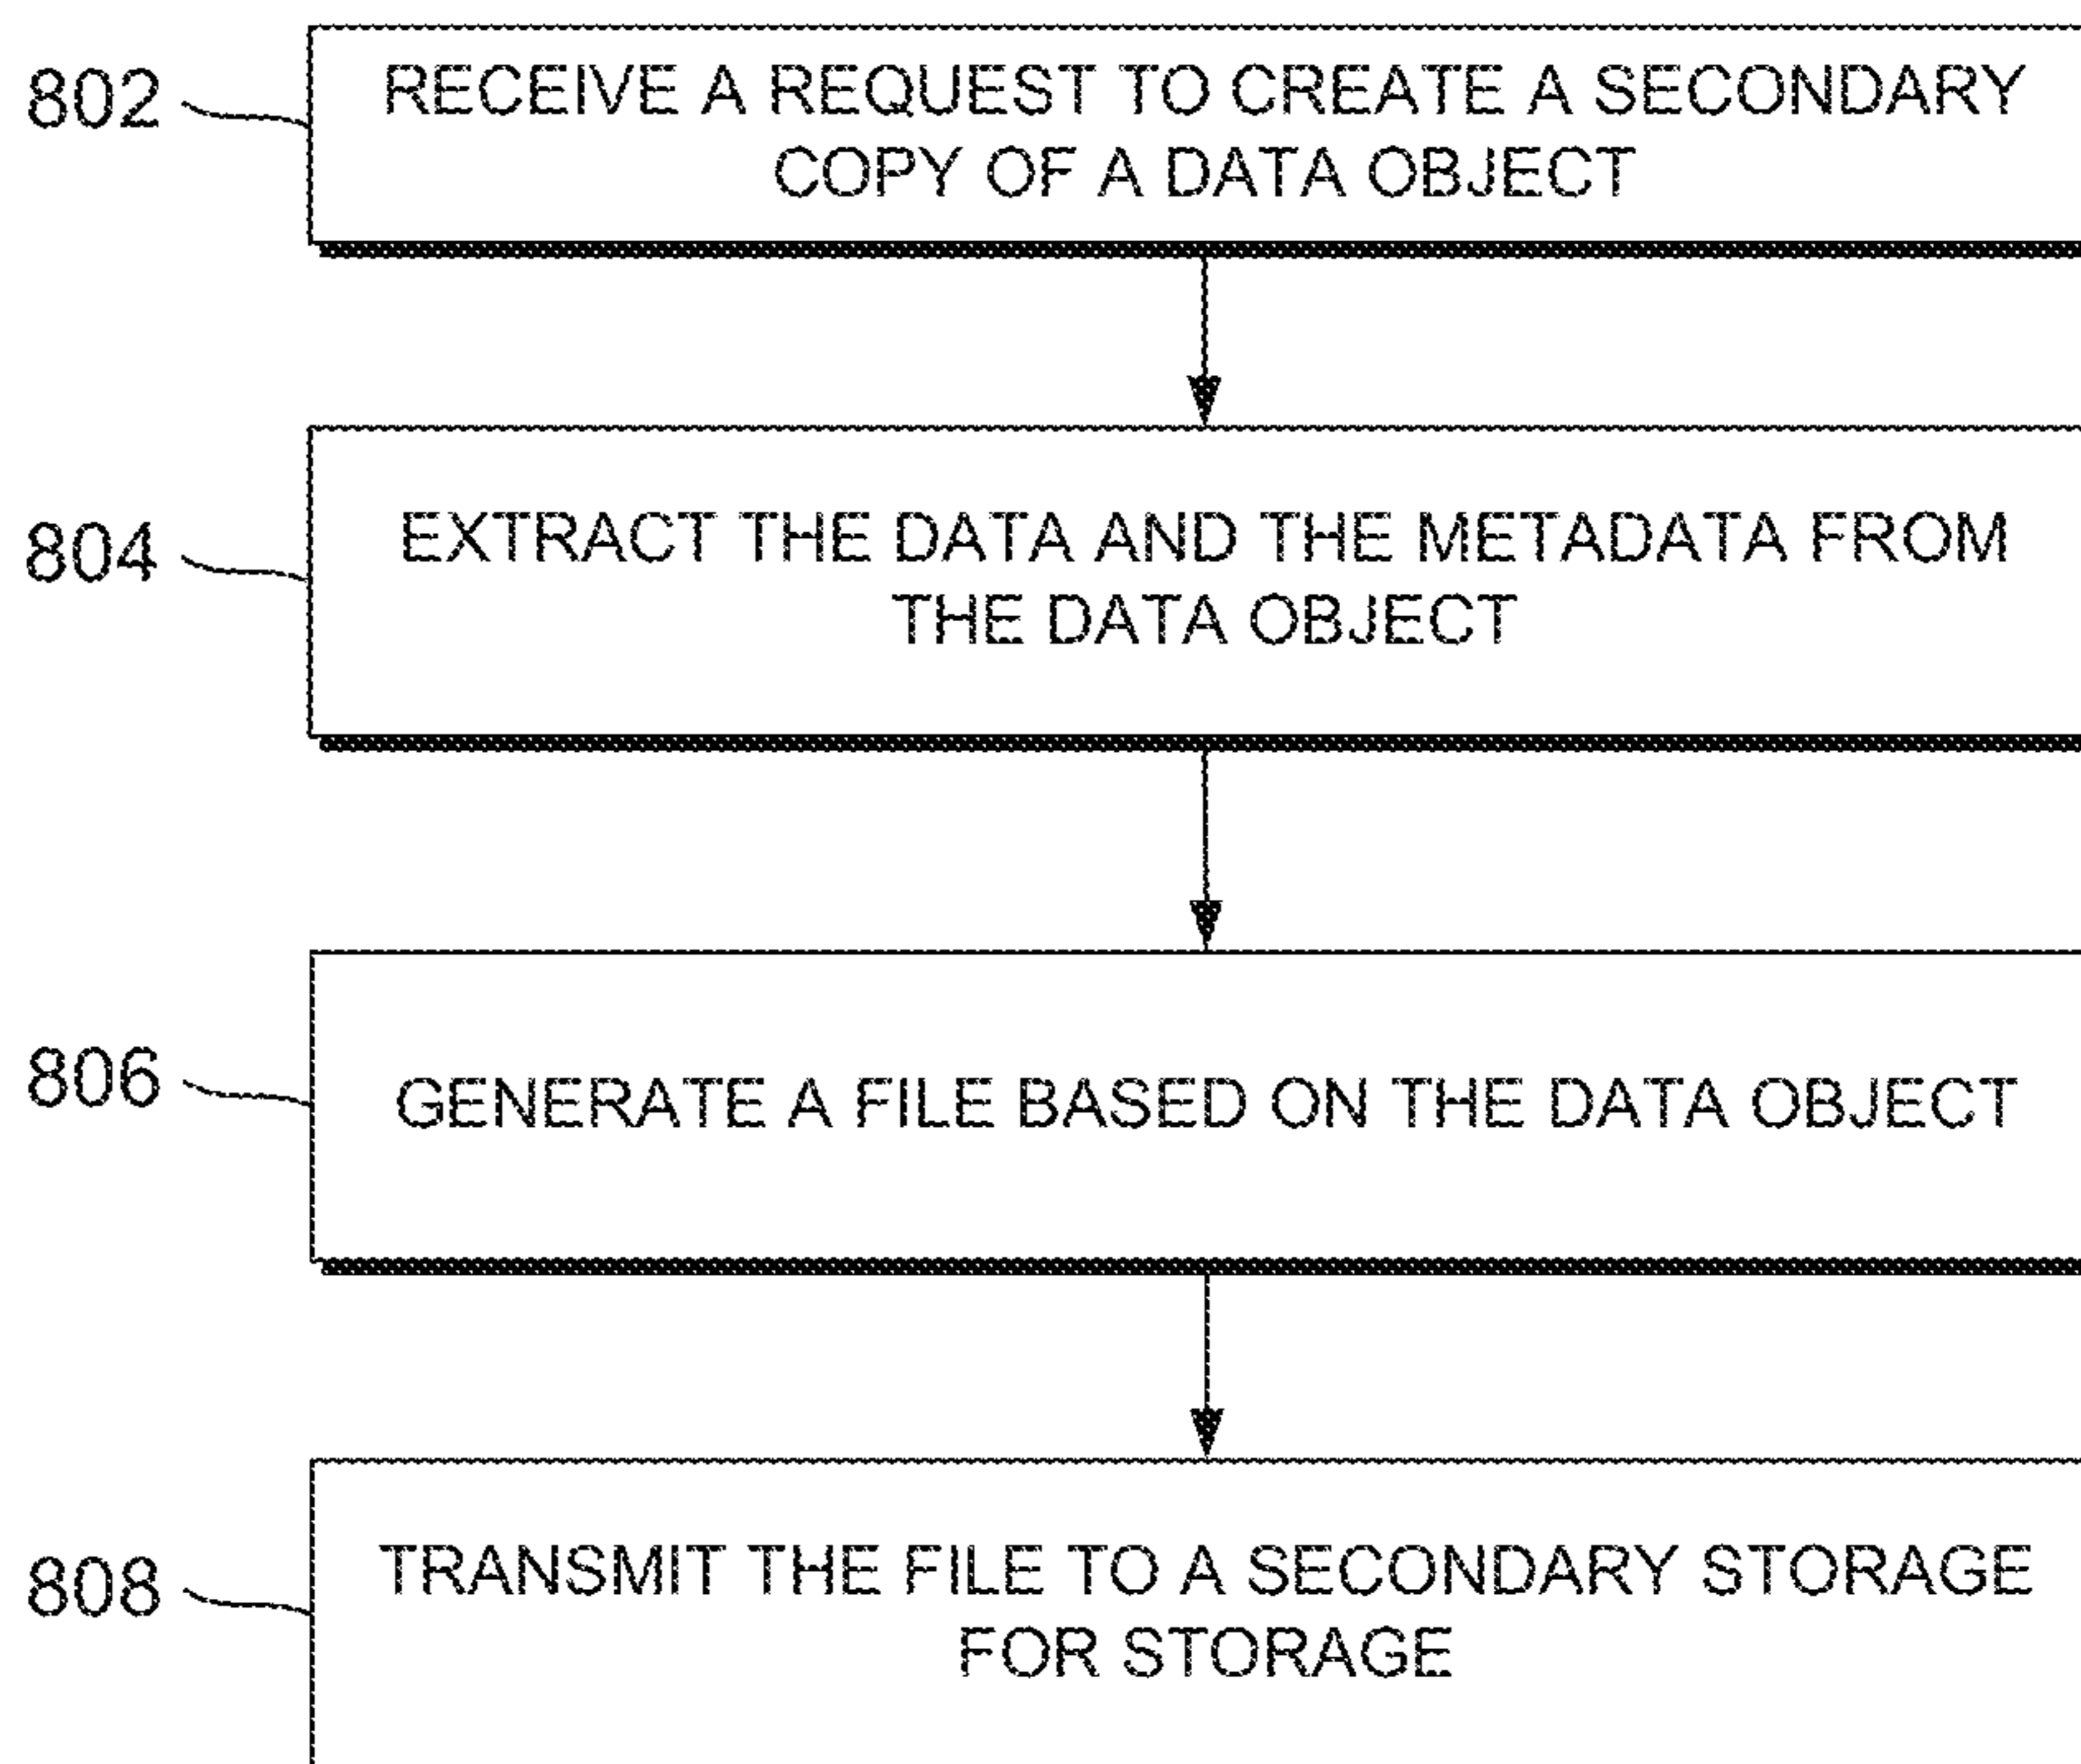 802
RECEIVE A REQUEST TO CREATE A SECONDARY
COPY OF A DATA OBJECT
804
EXTRACT THE DATA AND THE METADATA FROM
THE DATA OBJECT
806
GENERATE A FILE BASED ON THE DATA OBJECT
808
TRANSMIT THE FILE TO A SECONDARY STORAGE
FOR STORAGE